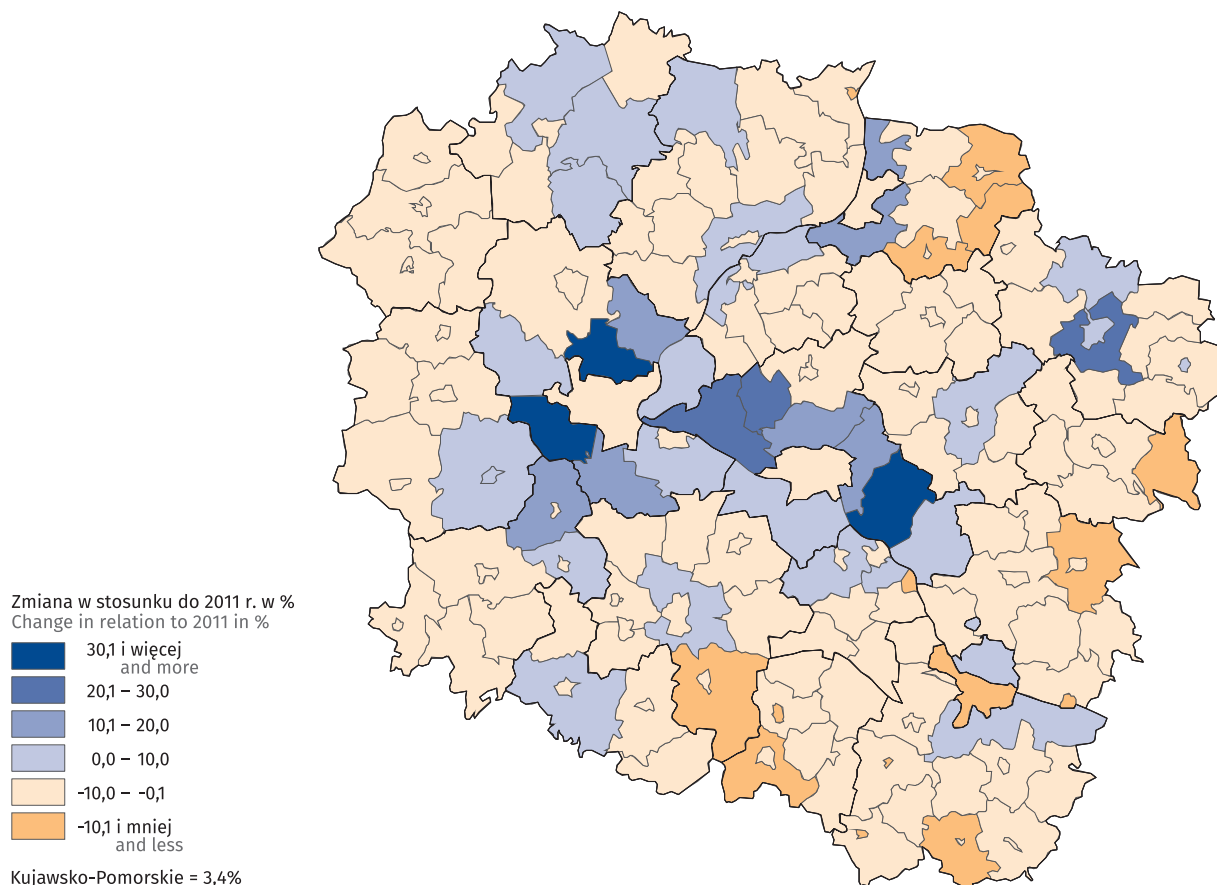 Zmiana w stosunku do 2011 r. w %
Change in relation to 2011 in %
30,1 i więcej
and more
20,1 – 30,0
10,1 – 20,0
0,0 – 10,0
-10,0 – -0,1
-10,1 i mniej
and less
Kujawsko-Pomorskie = 3,4%